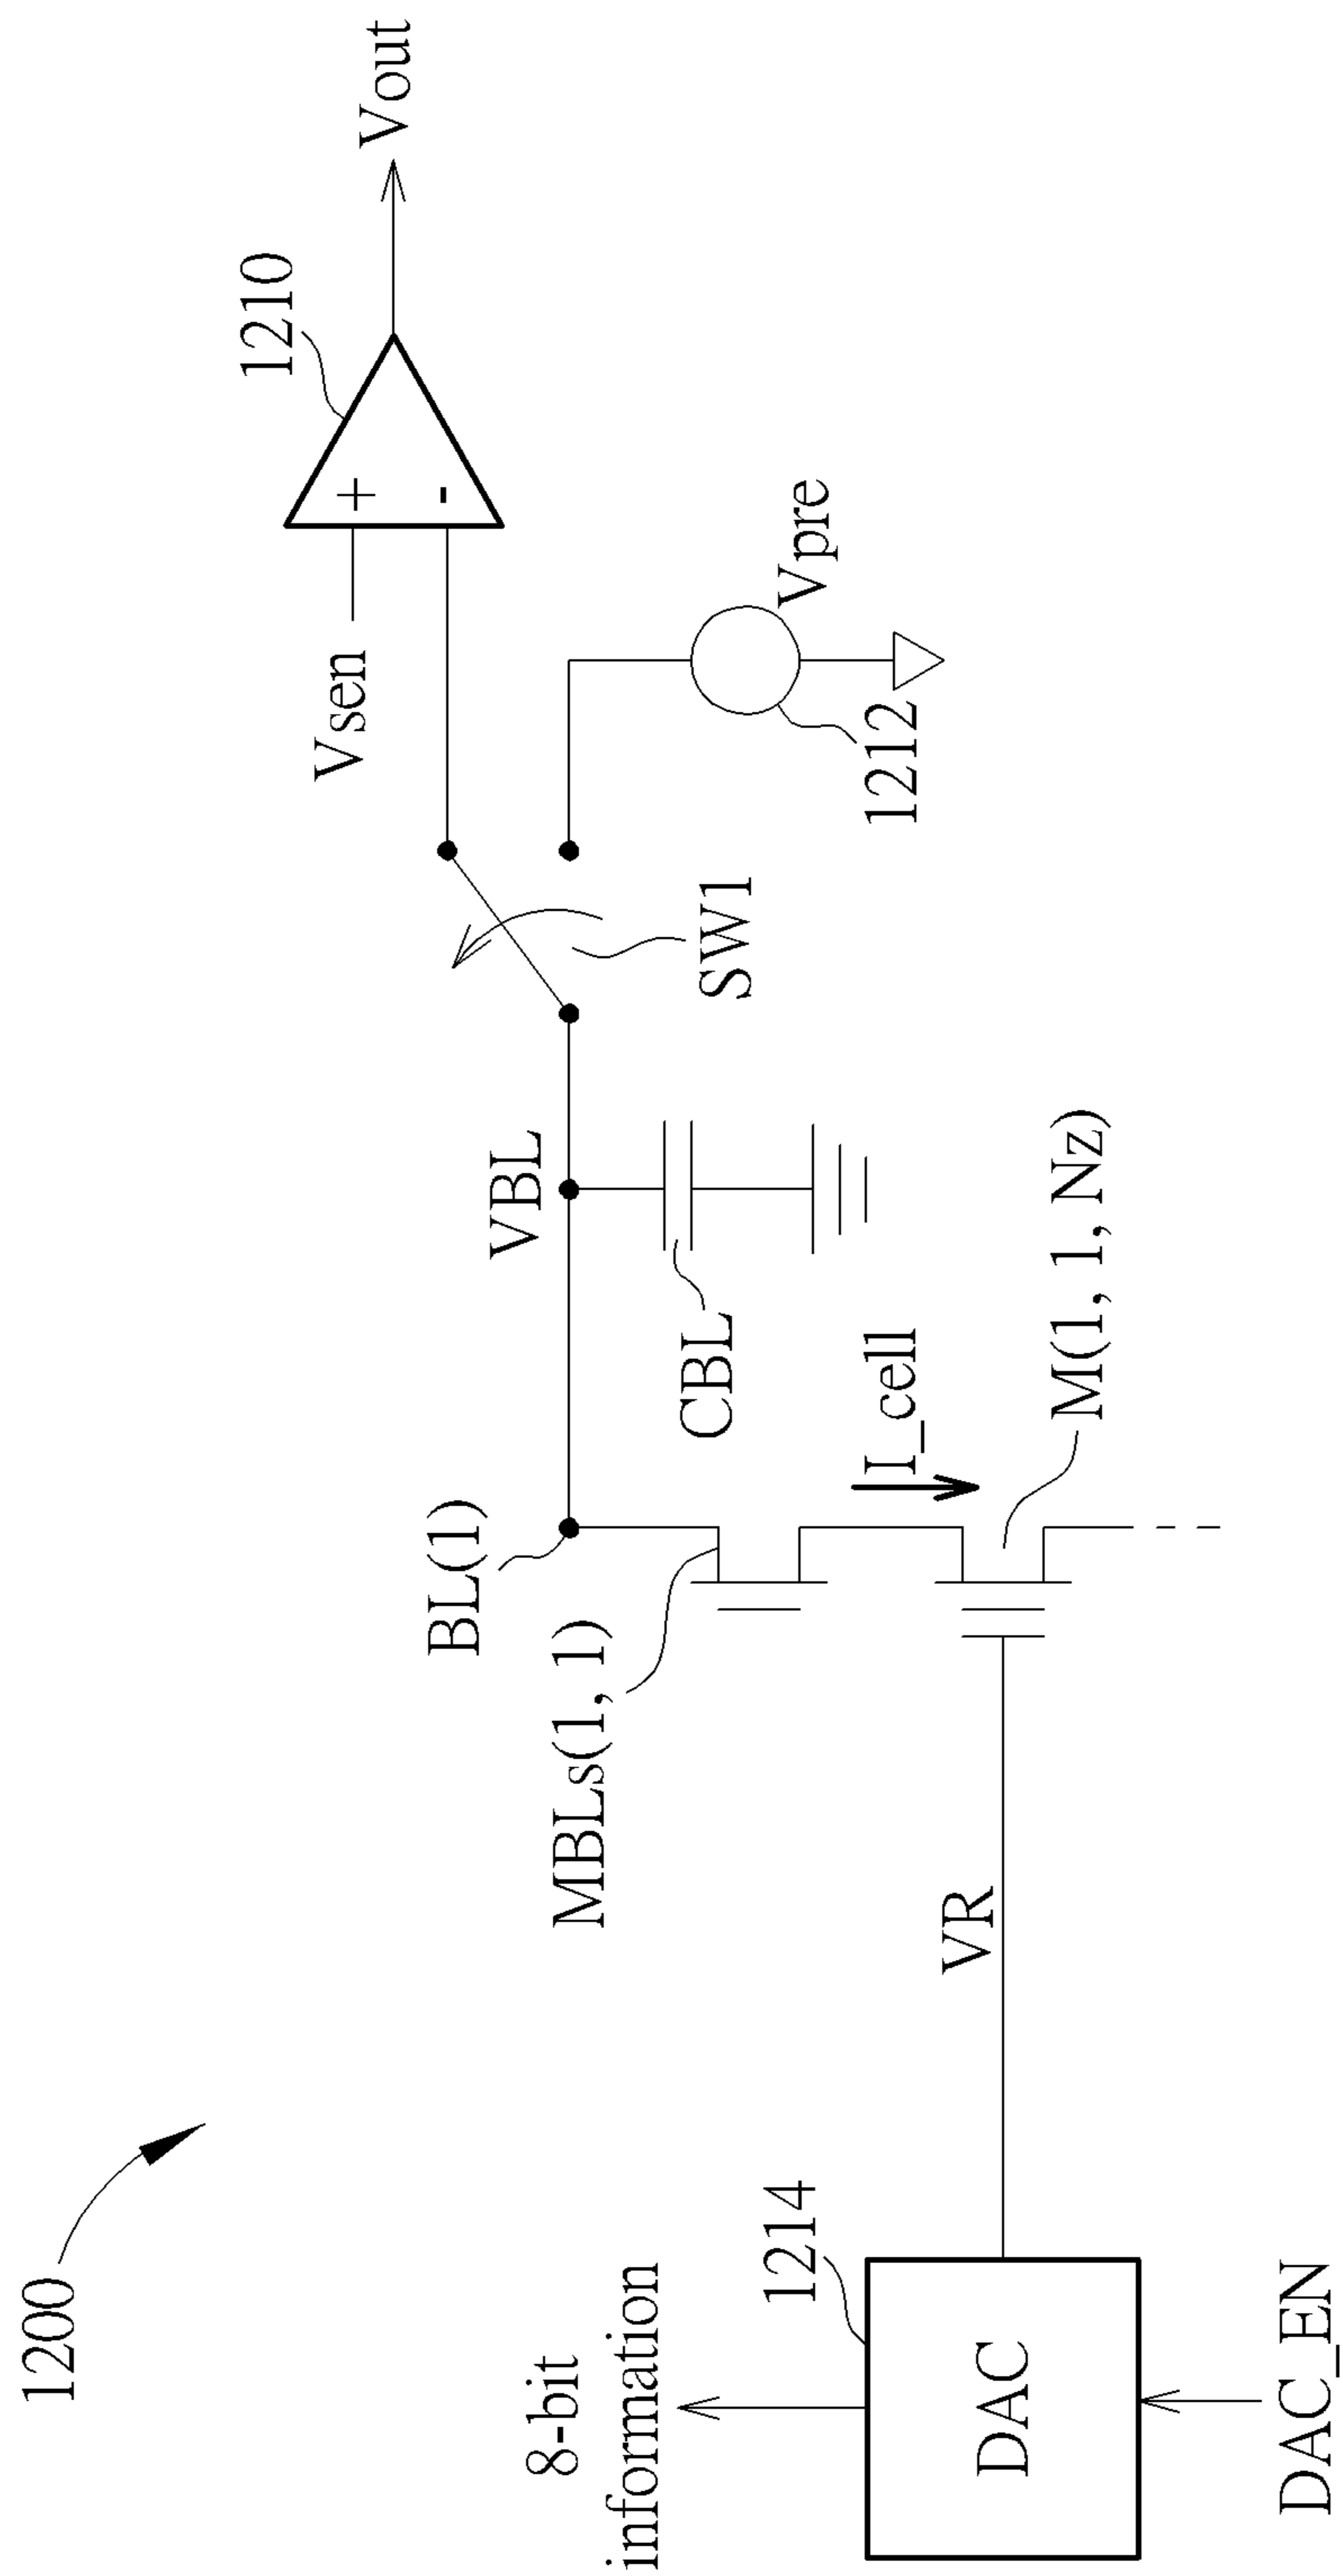 1200
8-bit
information
1214
DAC
DAC_EN
VR
BL(1)
MBLs(1, 1)
VBL
CBL
I_cell
M(1, 1, Nz)
SW1
Vsen
1210
+
-
Vout
Vpre
1212